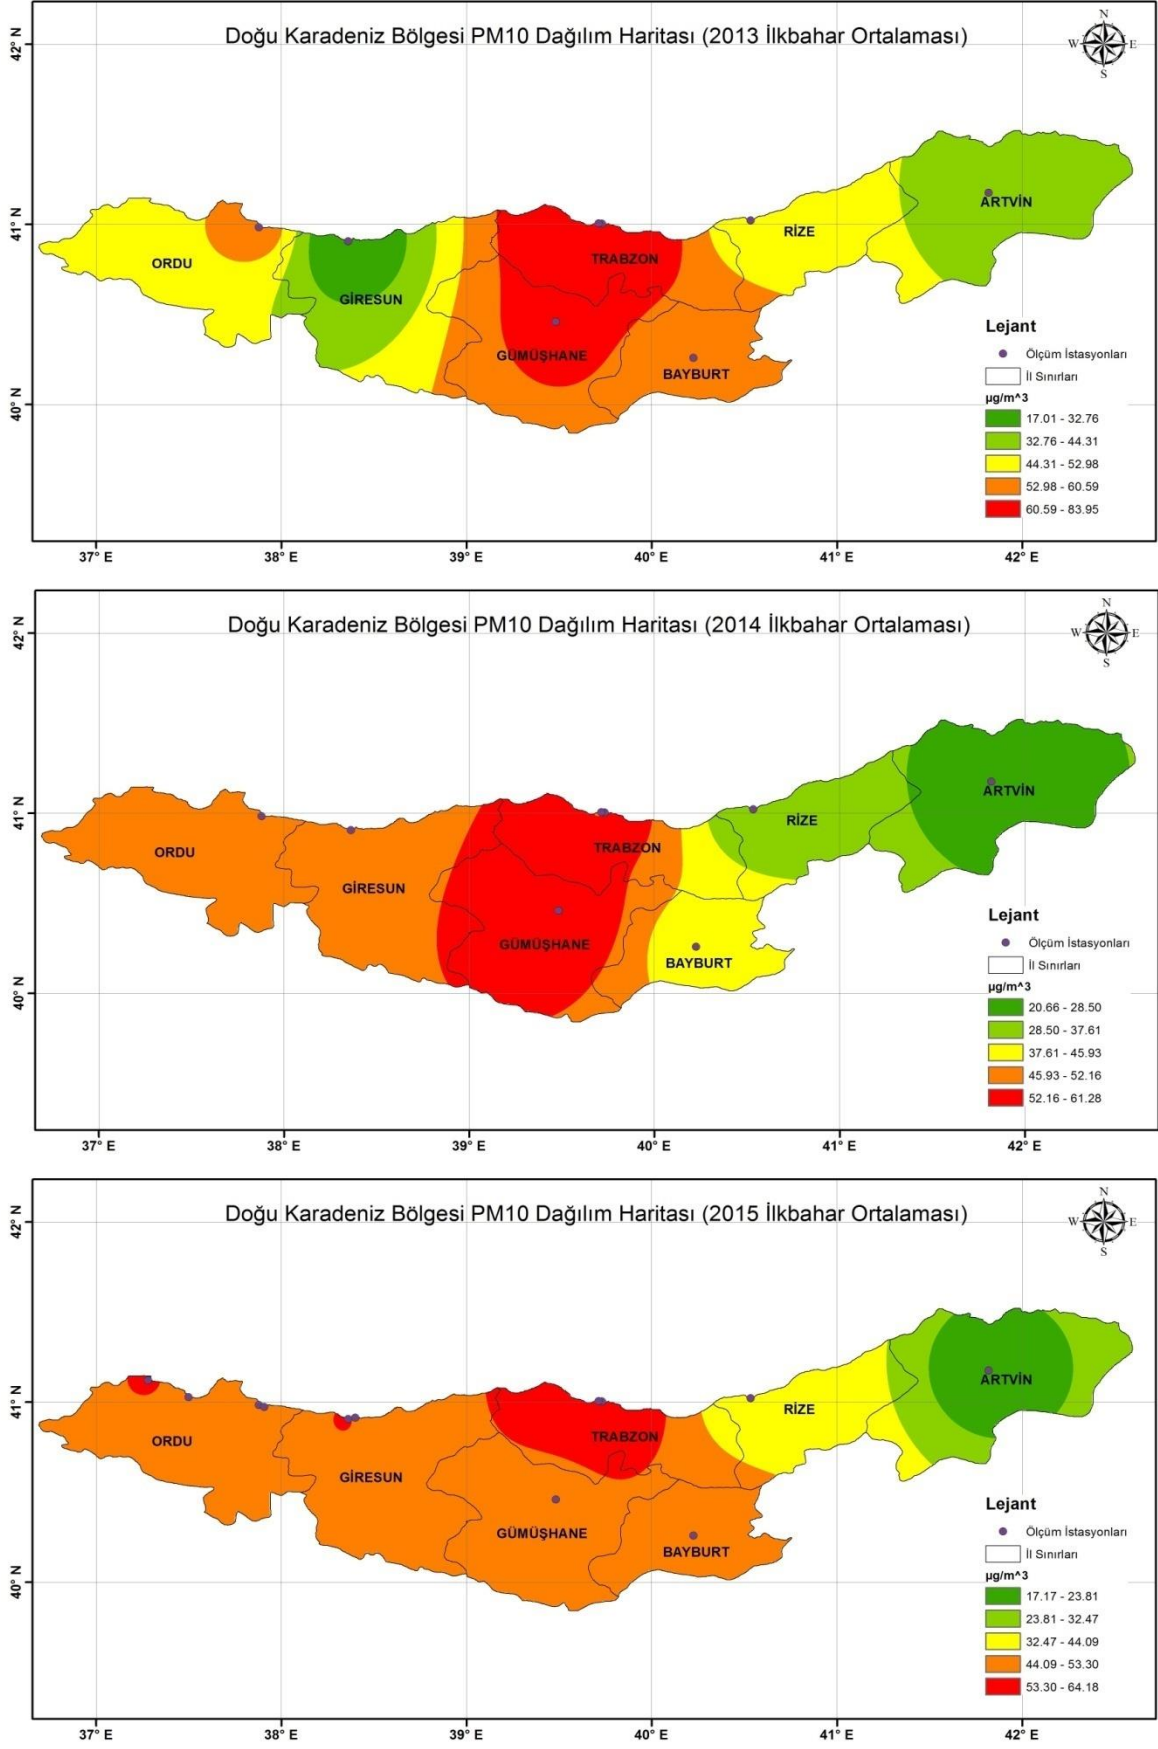 Doğu Karadeniz Bölgesi PM10 Dağılım Haritası (2013 İlkbahar Ortalaması)
N
W E
S
42° N
41° N
40° N
ORDU
GİRESUN
TRABZON
GÜMÜŞHANE
BAYBURT
RİZE
ARTVİN
Lejant
Ölçüm İstasyonları
İl Sınırları
µg/m^3
17.01 - 32.76
32.76 - 44.31
44.31 - 52.98
52.98 - 60.59
60.59 - 83.95
37° E 38° E 39° E 40° E 41° E 42° E
Doğu Karadeniz Bölgesi PM10 Dağılım Haritası (2014 İlkbahar Ortalaması)
N
W E
S
42° N
41° N
40° N
ORDU
GİRESUN
TRABZON
GÜMÜŞHANE
BAYBURT
RİZE
ARTVİN
Lejant
Ölçüm İstasyonları
İl Sınırları
µg/m^3
20.66 - 28.50
28.50 - 37.61
37.61 - 45.93
45.93 - 52.16
52.16 - 61.28
37° E 38° E 39° E 40° E 41° E 42° E
Doğu Karadeniz Bölgesi PM10 Dağılım Haritası (2015 İlkbahar Ortalaması)
N
W E
S
42° N
41° N
40° N
ORDU
GİRESUN
TRABZON
GÜMÜŞHANE
BAYBURT
RİZE
ARTVİN
Lejant
Ölçüm İstasyonları
İl Sınırları
µg/m^3
17.17 - 23.81
23.81 - 32.47
32.47 - 44.09
44.09 - 53.30
53.30 - 64.18
37° E 38° E 39° E 40° E 41° E 42° E